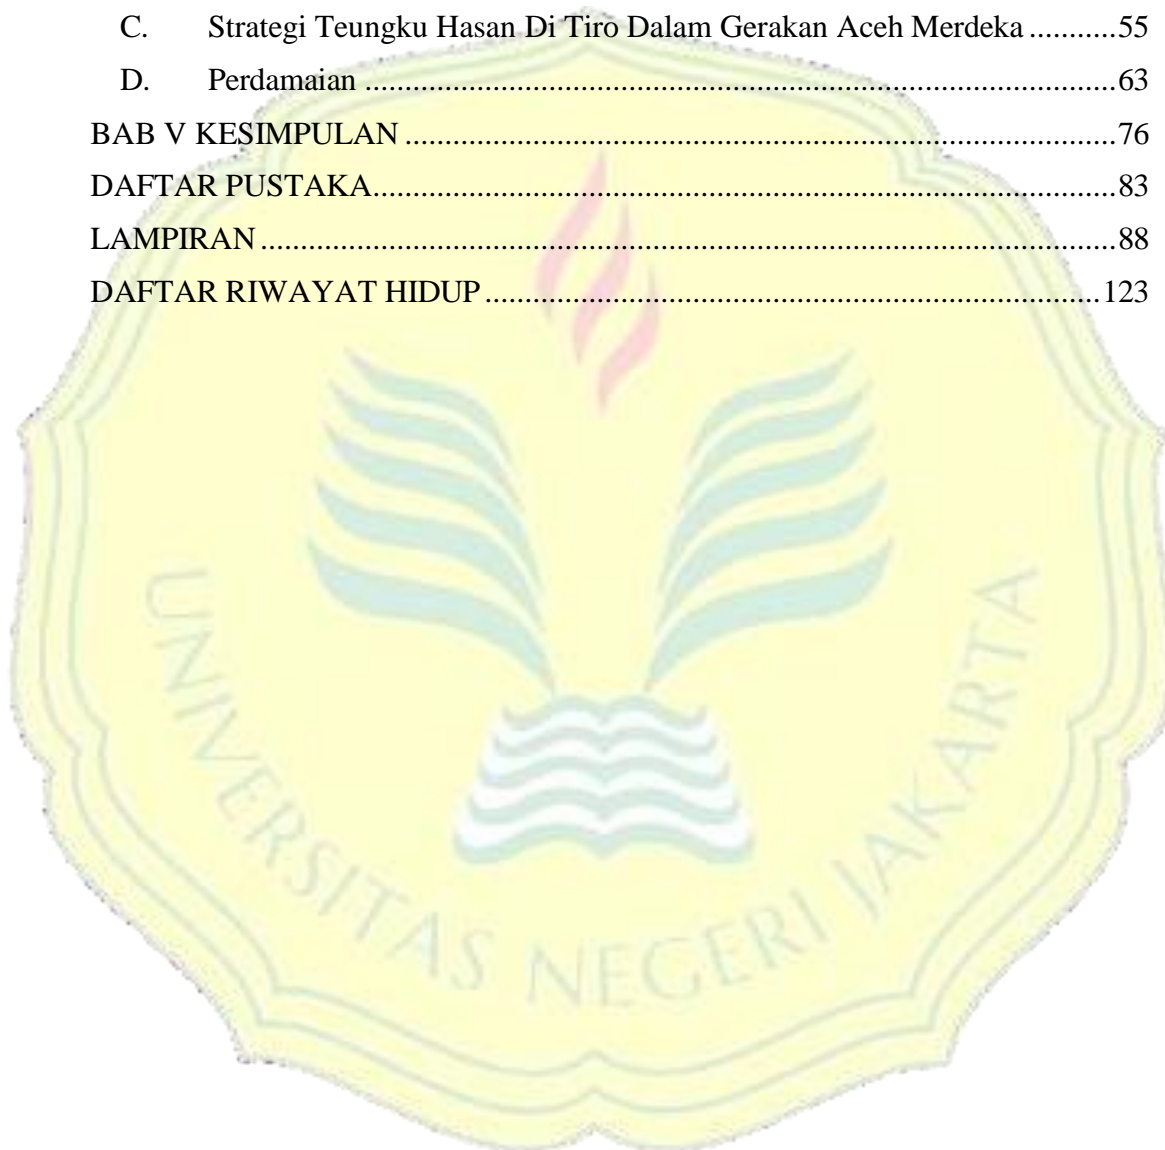 C. Strategi Teungku Hasan Di Tiro Dalam Gerakan Aceh Merdeka ...........55
D. Perdamaian .....................................................................................................63
BAB V KESIMPULAN ................................................................................................76
DAFTAR PUSTAKA....................................................................................................83
LAMPIRAN ...................................................................................................................88
DAFTAR RIWAYAT HIDUP ...................................................................................123
UNIVERSITAS NEGERI JAKARTA